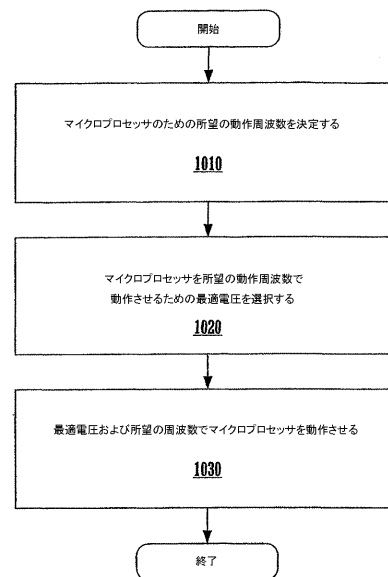 開始
マイクロプロセッサのための所望の動作周波数を決定する
1010
マイクロプロセッサを所望の動作周波数で
動作させるための最適電圧を選択する
1020
最適電圧および所望の周波数でマイクロプロセッサを動作させる
1030
終了